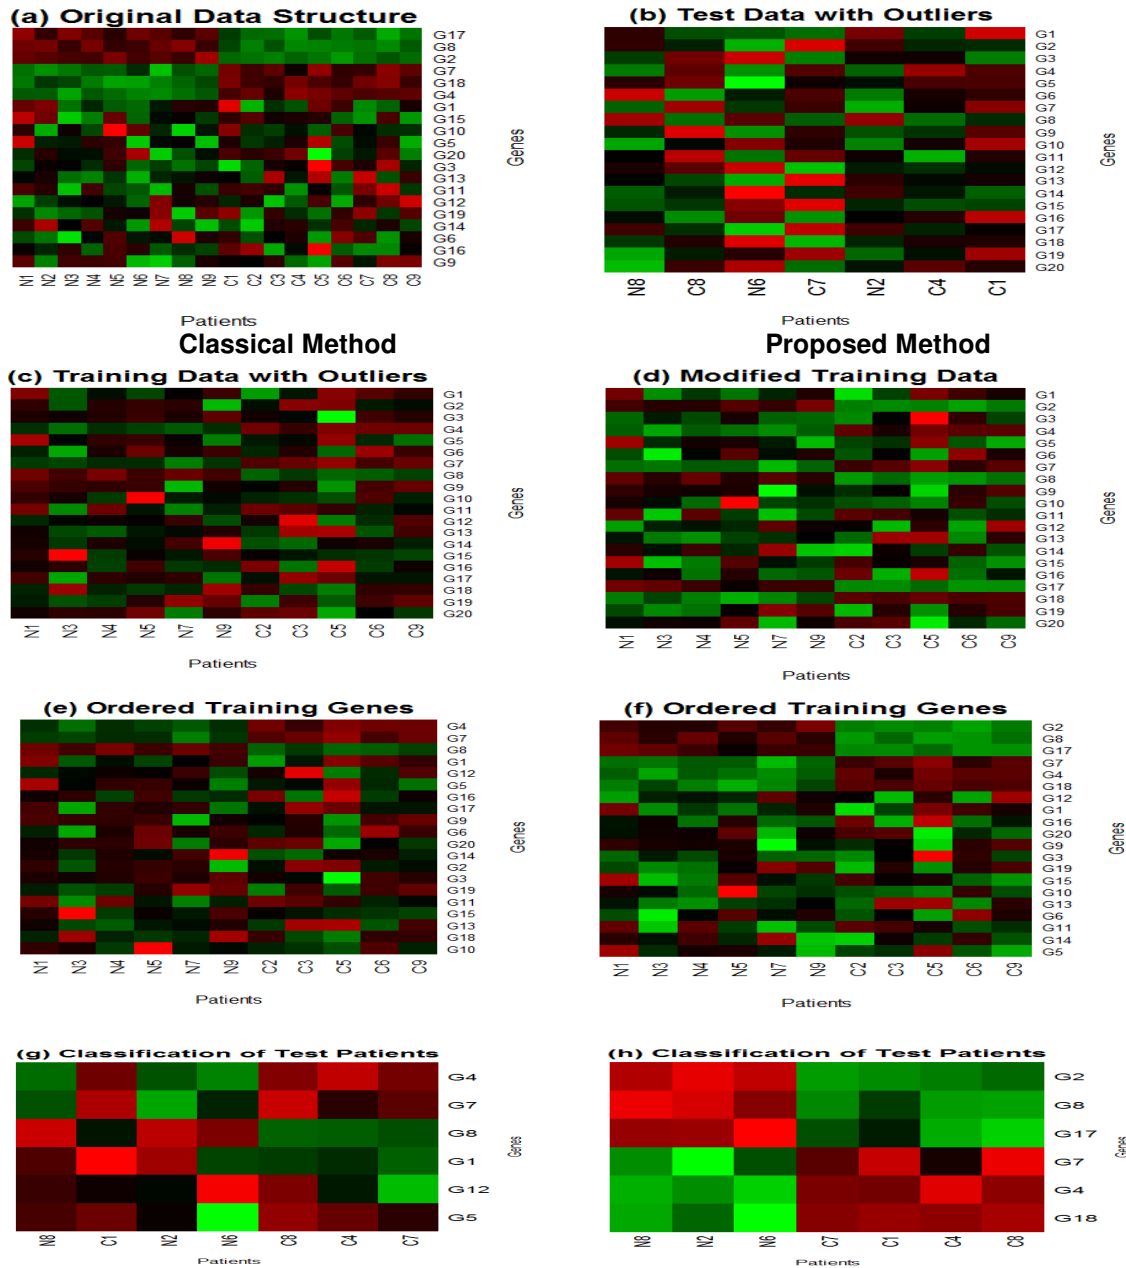 (a) Original Data Structure
G17
G8
G2
G7
G18
G4
G1
G15
G10
G5
G20
G3
G13
G11
G12
G19
G14
G6
G16
G9
Genes
N1 N2 N3 N4 N5 N6 N7 N8 N9 C1 C2 C3 C4 C5 C6 C7 C8 C9
Patients
(b) Test Data with Outliers
G1
G2
G3
G4
G5
G6
G7
G8
G9
G10
G11
G12
G13
G14
G15
G16
G17
G18
G19
G20
Genes
N8 C8 N6 C7 N2 C4 C1
Patients
Classical Method
Proposed Method
(c) Training Data with Outliers
G1
G2
G3
G4
G5
G6
G7
G8
G9
G10
G11
G12
G13
G14
G15
G16
G17
G18
G19
G20
Genes
N1 N3 N4 N5 N7 N9 C2 C3 C5 C6 C9
Patients
(d) Modified Training Data
G1
G2
G3
G4
G5
G6
G7
G8
G9
G10
G11
G12
G13
G14
G15
G16
G17
G18
G19
G20
Genes
N1 N3 N4 N5 N7 N9 C2 C3 C5 C6 C9
Patients
(e) Ordered Training Genes
G4
G7
G8
G1
G12
G5
G16
G17
G9
G6
G20
G14
G2
G3
G19
G11
G15
G13
G18
G10
Genes
N1 N3 N4 N5 N7 N9 C2 C3 C5 C6 C9
Patients
(f) Ordered Training Genes
G2
G8
G17
G7
G4
G18
G12
G1
G16
G20
G9
G3
G19
G15
G10
G13
G6
G11
G14
G5
Genes
N1 N3 N4 N5 N7 N9 C2 C3 C5 C6 C9
Patients
(g) Classification of Test Patients
G4
G7
G8
G1
G12
G5
Genes
N8 C1 N2 N6 C8 C4 C7
Patients
(h) Classification of Test Patients
G2
G8
G17
G7
G4
G18
Genes
N8 N2 N6 C7 C1 C4 C8
Patients